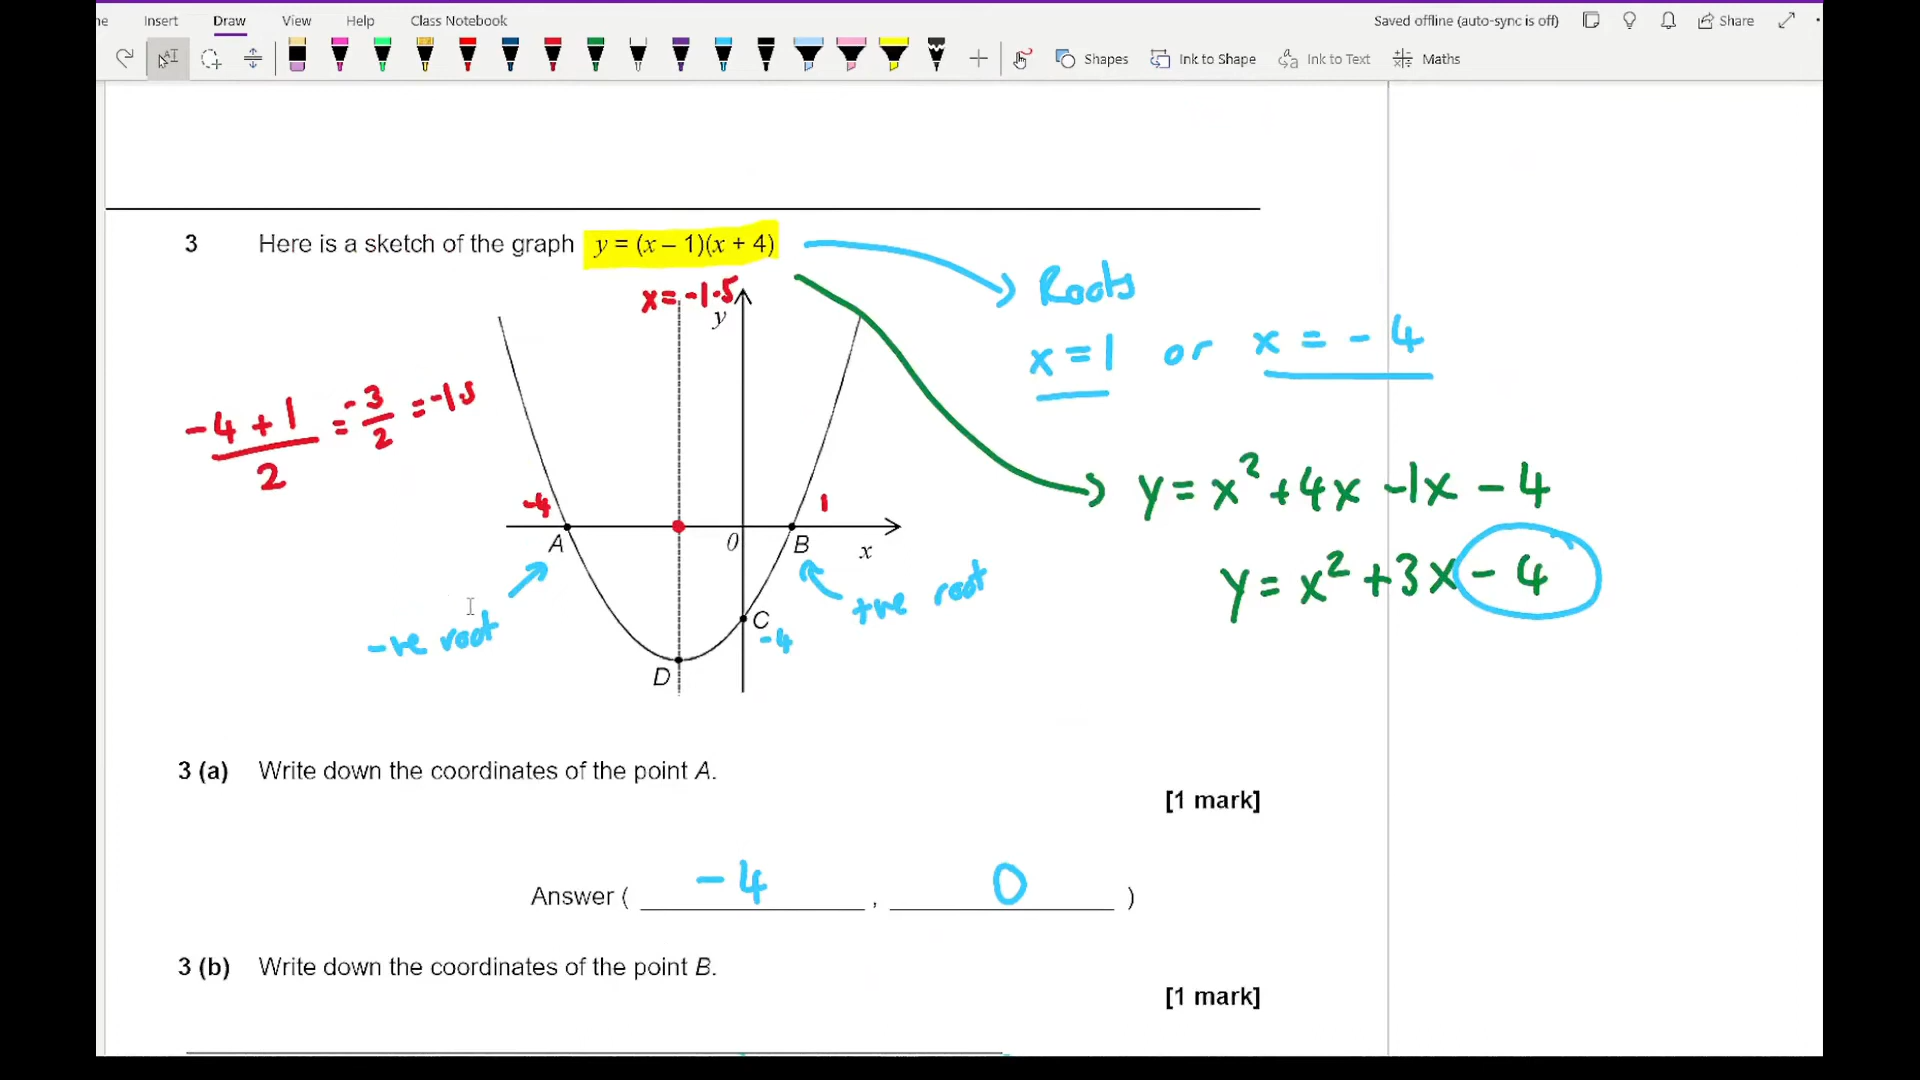 Insert Draw View Help Class Notebook Saved offline (auto-sync is off) Share
Shapes Ink to Shape Ink to Text Maths
3 Here is a sketch of the graph y = (x – 1)(x + 4)
x = -1.5
y
Roots
x = 1 or x = - 4
-4 + 1 / 2 = -3/2 = -1.5
y = x² + 4x - 1x - 4
-4 1
A 0 B x
y = x² + 3x - 4
-ve root +ve root
C
-4
D
3 (a) Write down the coordinates of the point A.
[1 mark]
Answer ( -4 , 0 )
3 (b) Write down the coordinates of the point B.
[1 mark]